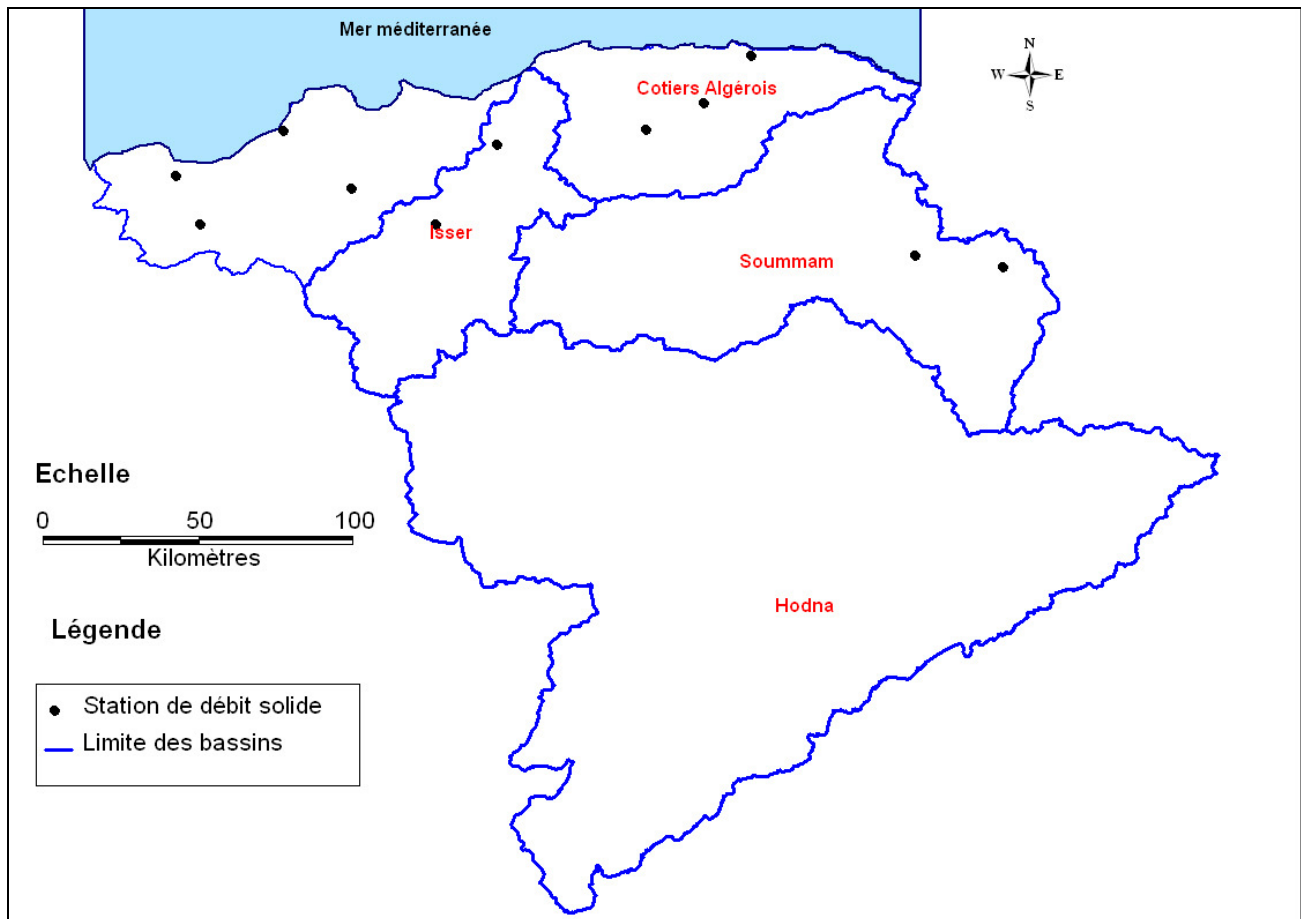 Mer méditerranée
N
W E
S
Cotiers Algérois
Isser
Soummam
Echelle
0 50 100
Kilomètres
Hodna
Légende
Station de débit solide
Limite des bassins